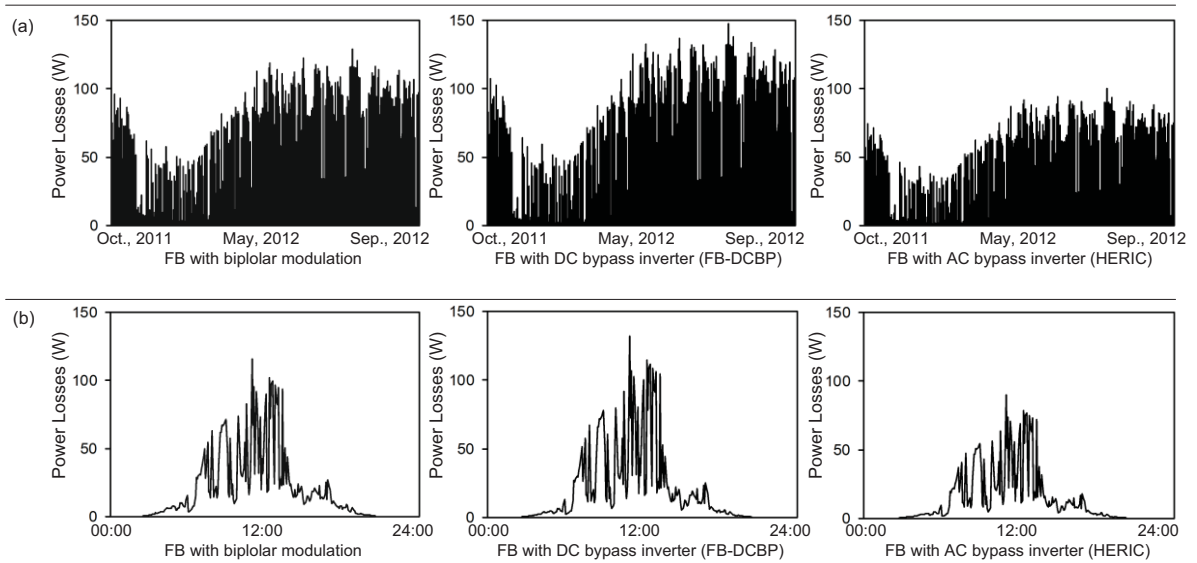 (a)
150
100
50
0
Power Losses (W)
Oct., 2011 May, 2012 Sep., 2012
FB with biplolar modulation
150
100
50
0
Power Losses (W)
Oct., 2011 May, 2012 Sep., 2012
FB with DC bypass inverter (FB-DCBP)
150
100
50
0
Power Losses (W)
Oct., 2011 May, 2012 Sep., 2012
FB with AC bypass inverter (HERIC)
(b)
150
100
50
0
Power Losses (W)
00:00 12:00 24:00
FB with biplolar modulation
150
100
50
0
Power Losses (W)
00:00 12:00 24:00
FB with DC bypass inverter (FB-DCBP)
150
100
50
0
Power Losses (W)
00:00 12:00 24:00
FB with AC bypass inverter (HERIC)